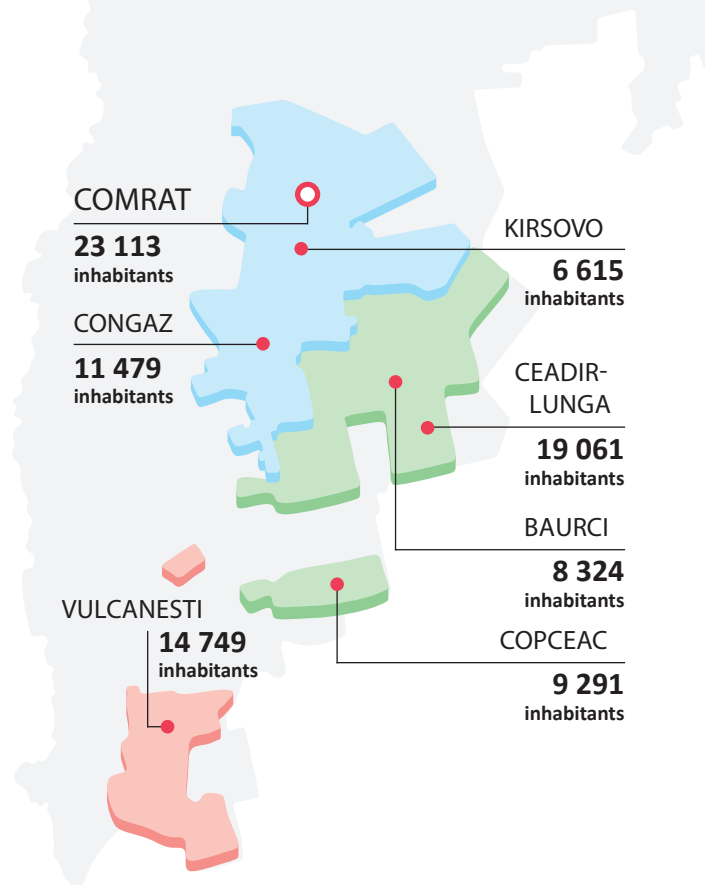 COMRAT
23 113
inhabitants
KIRSOVO
6 615
inhabitants
CONGAZ
11 479
inhabitants
CEADIR-
LUNGA
19 061
inhabitants
BAURCI
8 324
inhabitants
VULCANESTI
14 749
inhabitants
COPCEAC
9 291
inhabitants